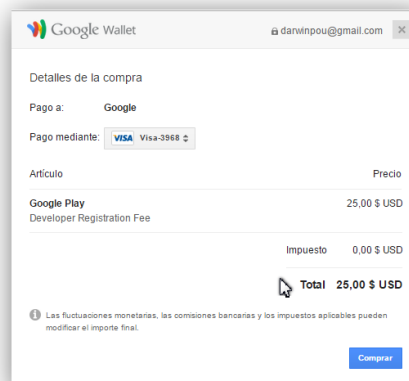 Google Wallet
darwinpou@gmail.com
Detalles de la compra
Pago a: Google
Pago mediante: VISA Visa-3968
Artículo Precio
Google Play 25,00 $ USD
Developer Registration Fee
Impuesto 0,00 $ USD
Total 25,00 $ USD
Las fluctuaciones monetarias, las comisiones bancarias y los impuestos aplicables pueden
modificar el importe final.
Comprar